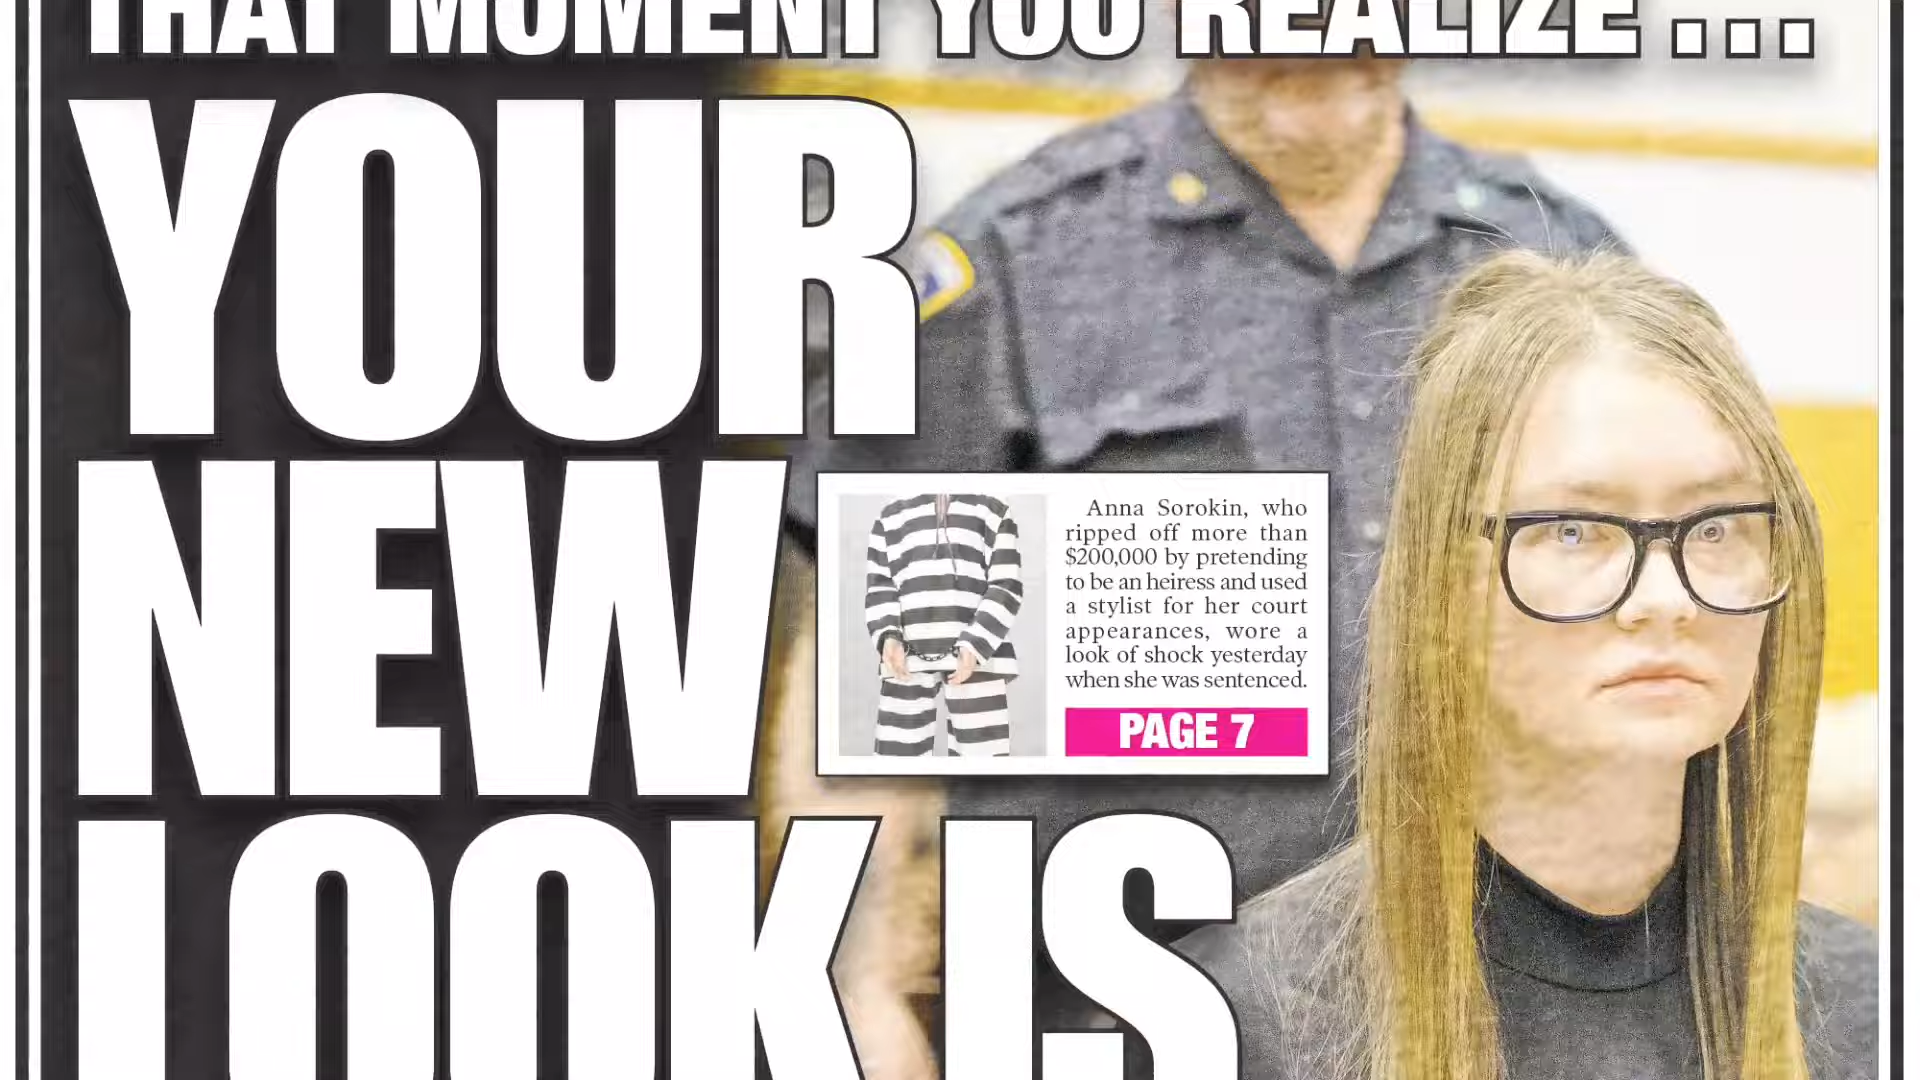 THAT MOMENT YOU REALIZE ...
YOUR
NEW
LOOK IS
Anna Sorokin, who
ripped off more than
$200,000 by pretending
to be an heiress and used
a stylist for her court
appearances, wore a
look of shock yesterday
when she was sentenced.
PAGE 7